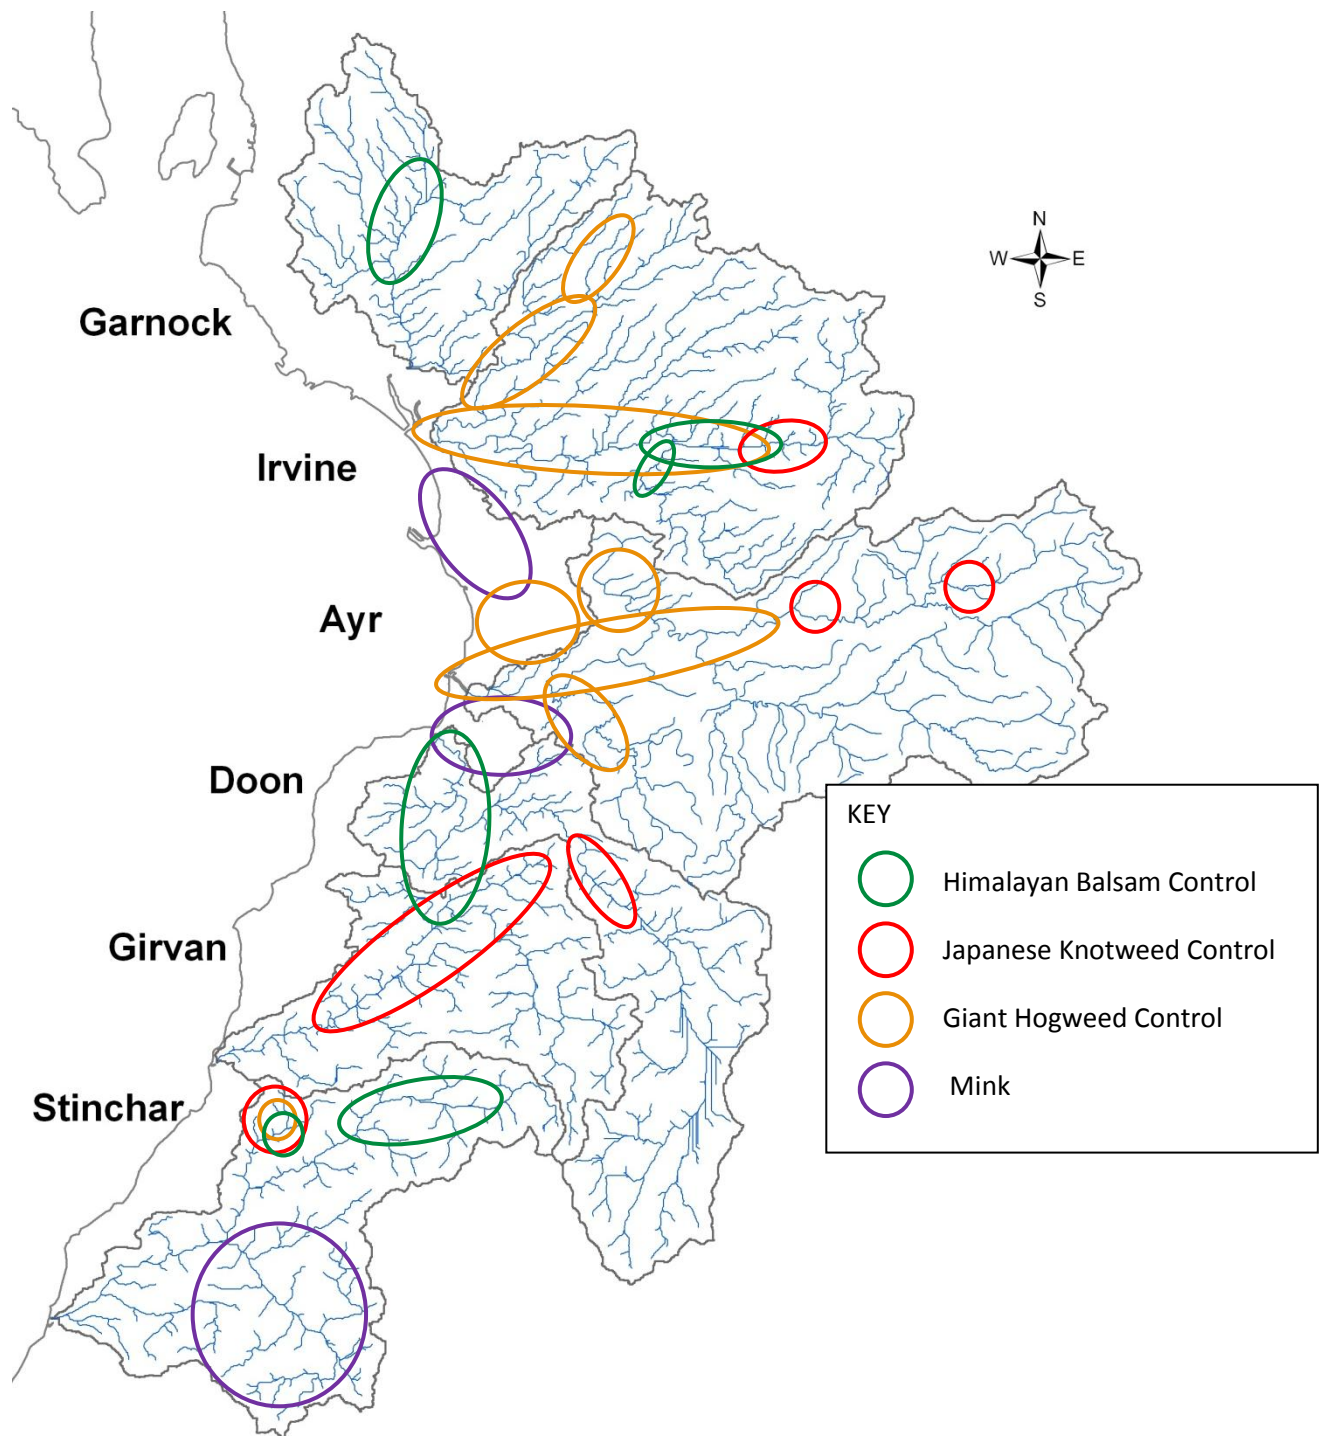 N
W E
S
Garnock
Irvine
Ayr
Doon
Girvan
Stinchar
KEY
Himalayan Balsam Control
Japanese Knotweed Control
Giant Hogweed Control
Mink